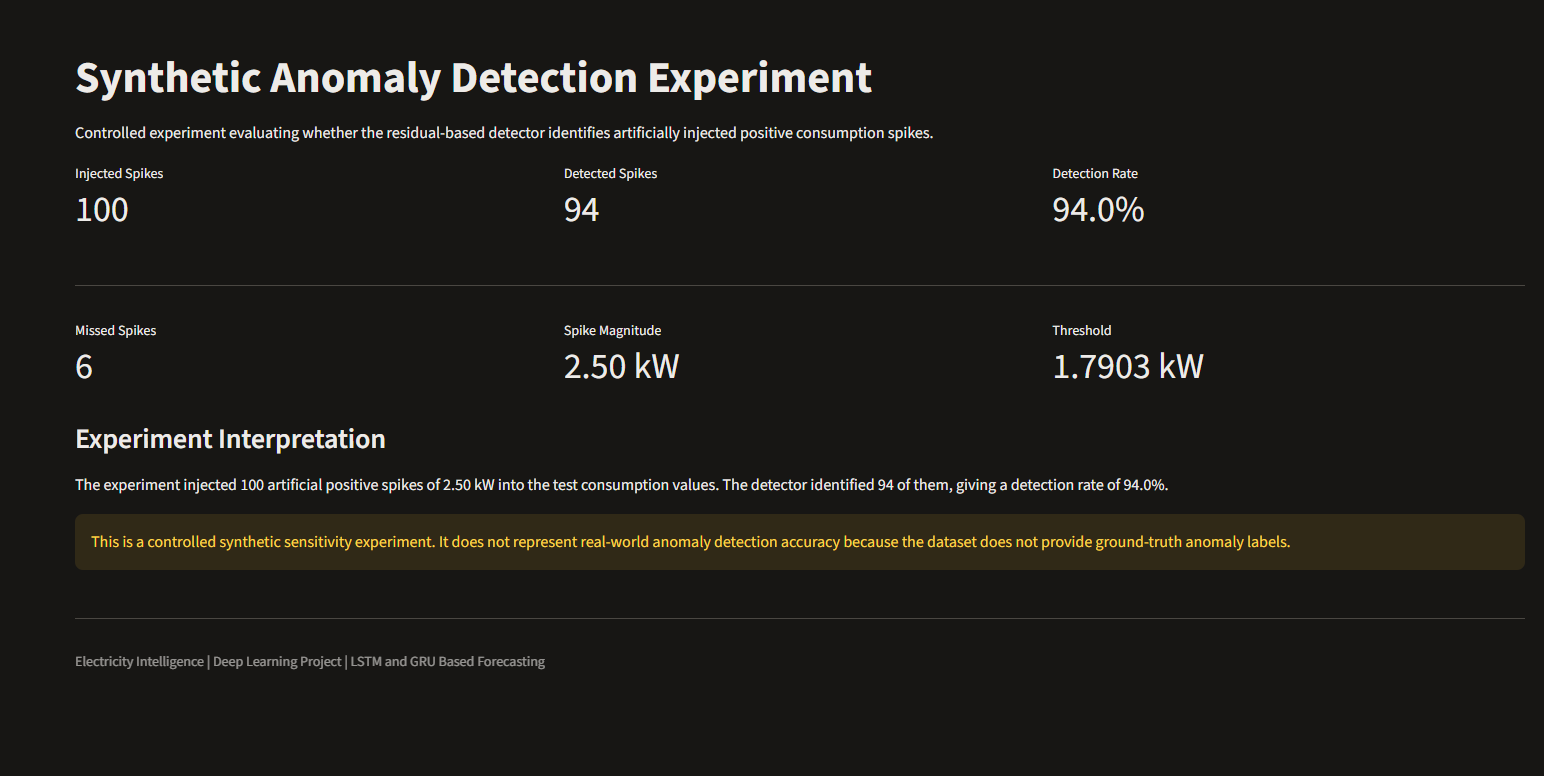 Synthetic Anomaly Detection Experiment
Controlled experiment evaluating whether the residual-based detector identifies artificially injected positive consumption spikes.
Injected Spikes
100
Detected Spikes
94
Detection Rate
94.0%
Missed Spikes
6
Spike Magnitude
2.50 kW
Threshold
1.7903 kW
Experiment Interpretation
The experiment injected 100 artificial positive spikes of 2.50 kW into the test consumption values. The detector identified 94 of them, giving a detection rate of 94.0%.
This is a controlled synthetic sensitivity experiment. It does not represent real-world anomaly detection accuracy because the dataset does not provide ground-truth anomaly labels.
Electricity Intelligence | Deep Learning Project | LSTM and GRU Based Forecasting